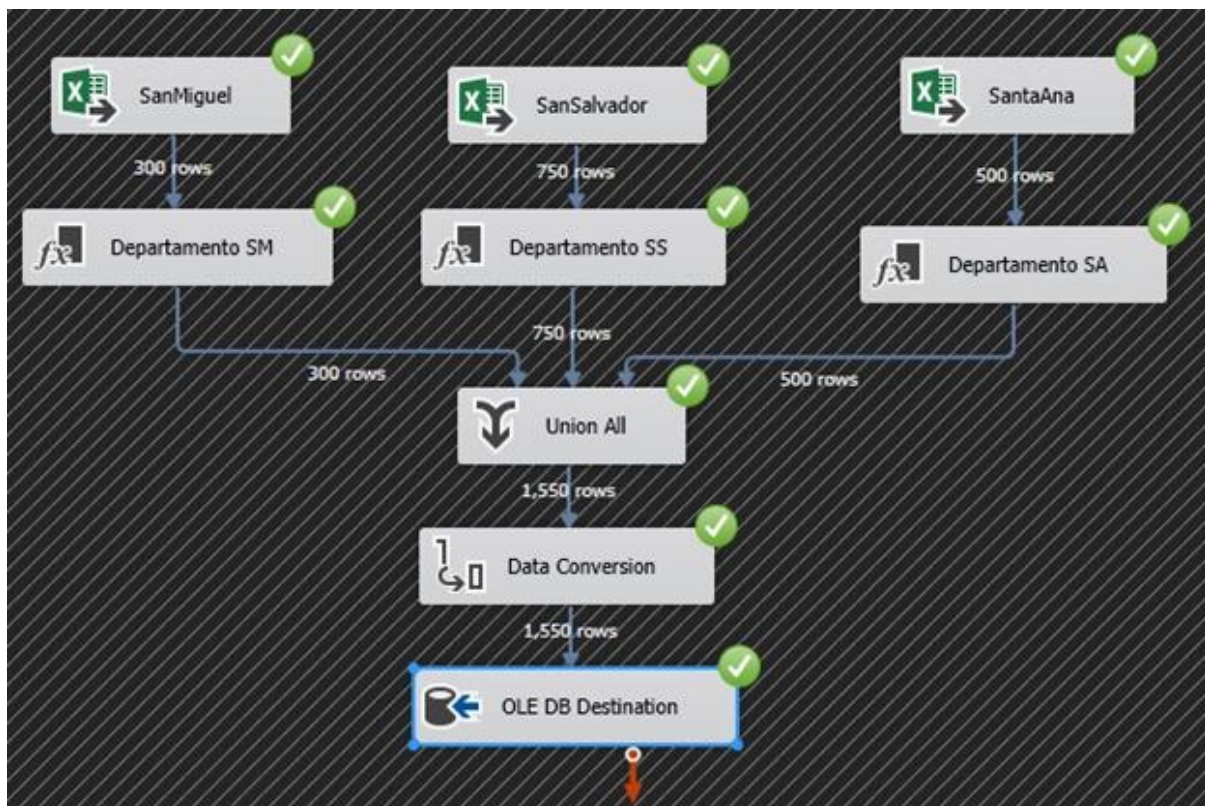 SanMiguel
SanSalvador
SantaAna
300 rows
750 rows
500 rows
Departamento SM
Departamento SS
Departamento SA
750 rows
300 rows
500 rows
Union All
1,550 rows
Data Conversion
1,550 rows
OLE DB Destination